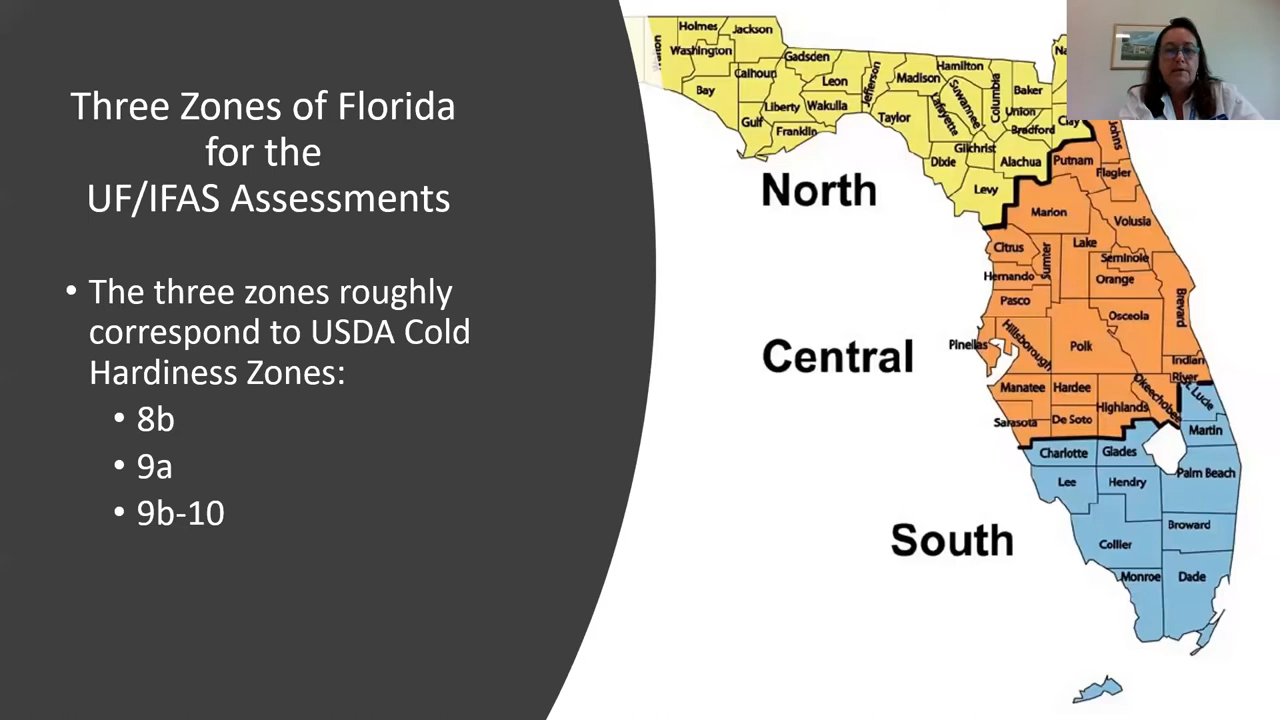 Three Zones of Florida
for the
UF/IFAS Assessments
• The three zones roughly
correspond to USDA Cold
Hardiness Zones:
• 8b
• 9a
• 9b-10
Holmes
Jackson
Washington
Gadsden
Calhoun
Leon
Jefferson
Madison
Hamilton
Suwannee
Columbia
Baker
Bay
Liberty
Wakulla
Taylor
Lafayette
Union
Bradford
Gulf
Franklin
Gilchrist
Dixie
Alachua
Clay
Levy
North
Putnam
Flagler
Marion
Volusia
Citrus
Sumter
Lake
Seminole
Hernando
Orange
Pasco
Brevard
Osceola
Pinellas
Hillsborough
Polk
Central
Indian
River
Manatee
Hardee
Highlands
Okeechobee
Sarasota
De Soto
Martin
Charlotte
Glades
Palm Beach
Lee
Hendry
South
Broward
Collier
Monroe
Dade